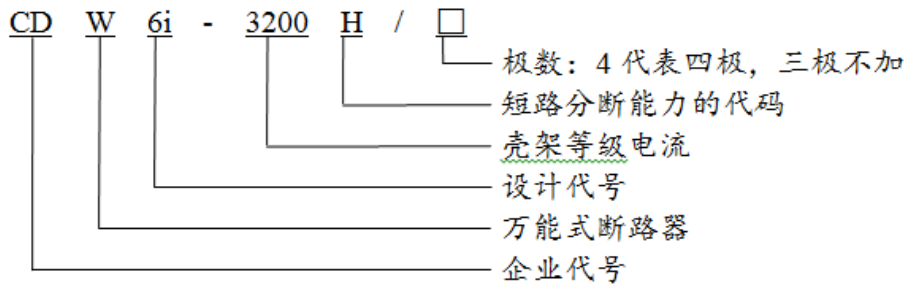 CD W 6i - 3200 H / □
极数：4 代表四极，三极不加
短路分断能力的代码
壳架等级电流
设计代号
万能式断路器
企业代号